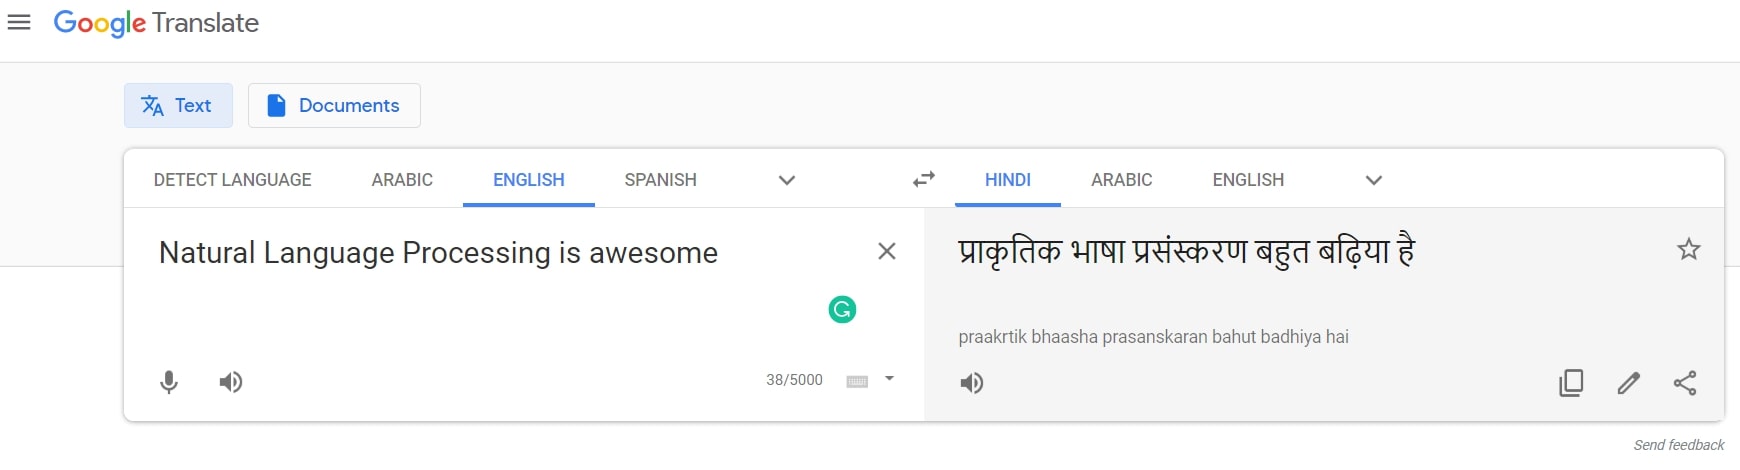 Google Translate
Text
Documents
DETECT LANGUAGE ARABIC ENGLISH SPANISH
HINDI ARABIC ENGLISH
Natural Language Processing is awesome
38/5000
प्राकृतिक भाषा प्रसंस्करण बहुत बढ़िया है
praakrtik bhaasha prasanskaran bahut badhiya hai
Send feedback